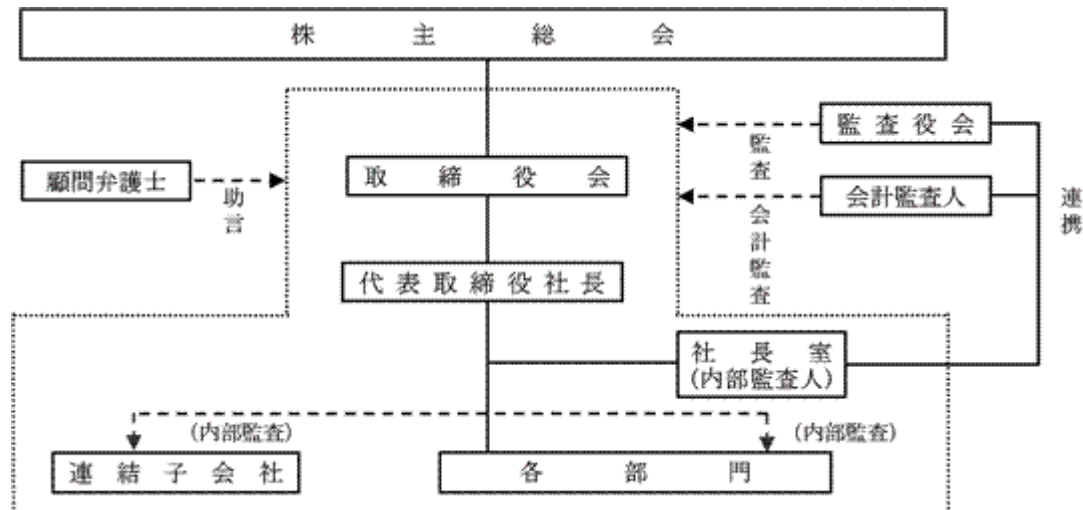 株主総会
監査役会
監査
取締役会
顧問弁護士
助言
会計監査人
会計監査
連携
代表取締役社長
社長室
(内部監査人)
(内部監査)
(内部監査)
連結子会社
各部門